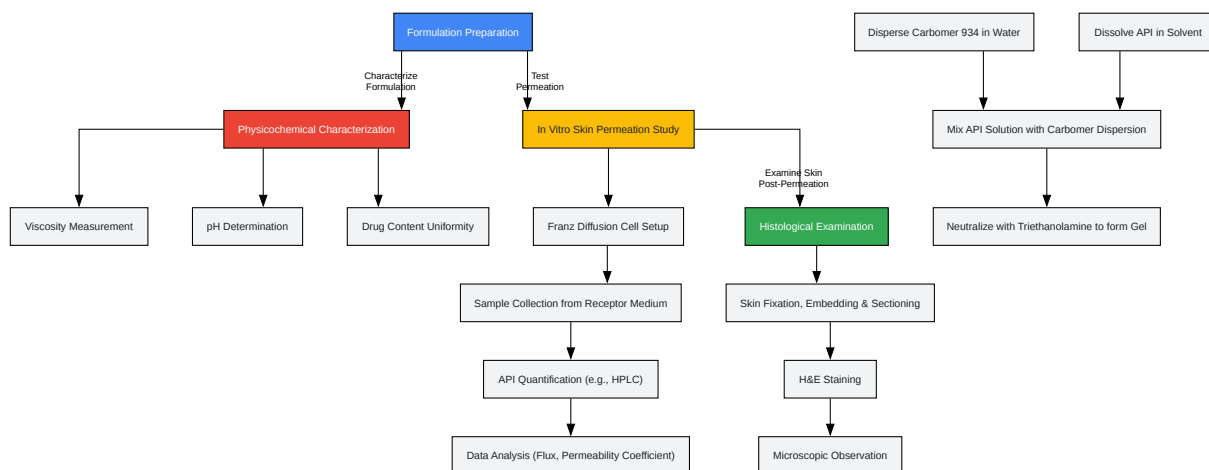 Formulation Preparation
Disperse Carbomer 934 in Water
Dissolve API in Solvent
Characterize
Formulation
Test
Permeation
Physicochemical Characterization
In Vitro Skin Permeation Study
Mix API Solution with Carbomer Dispersion
Examine Skin
Post-Permeation
Viscosity Measurement
pH Determination
Drug Content Uniformity
Franz Diffusion Cell Setup
Histological Examination
Neutralize with Triethanolamine to form Gel
Sample Collection from Receptor Medium
Skin Fixation, Embedding & Sectioning
API Quantification (e.g., HPLC)
H&E Staining
Data Analysis (Flux, Permeability Coefficient)
Microscopic Observation